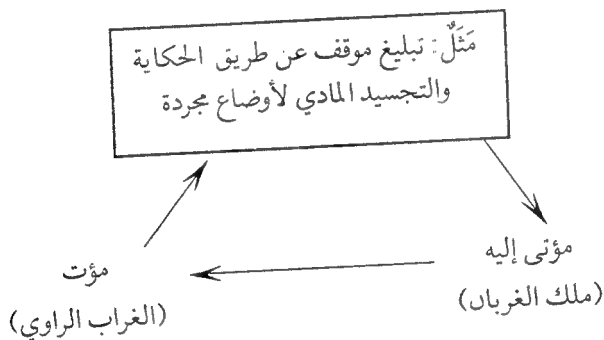 مَثَلٌ: تبليغ موقف عن طريق الحكاية
والتجسيد المادي لأوضاع مجردة
مؤتى إليه
(ملك الغربان)
مؤت
(الغراب الراوي)